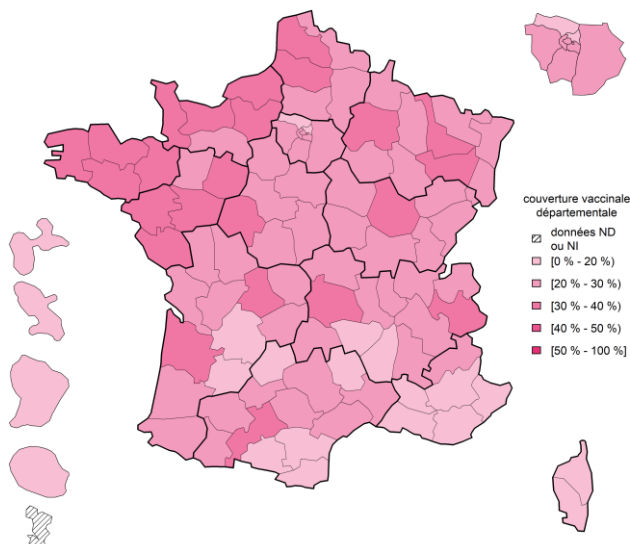 couverture vaccinale
départementale
données ND
ou NI
[0 % - 20 %)
[20 % - 30 %)
[30 % - 40 %)
[40 % - 50 %)
[50 % - 100 %]